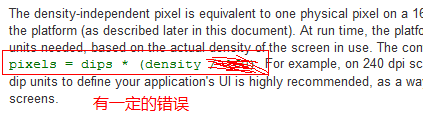 The density-independent pixel is equivalent to one physical pixel on a 16
the platform (as described later in this document). At run time, the platfo
units needed, based on the actual density of the screen in use. The con
pixels = dips * (density / For example, on 240 dpi sc
dip units to define your application's UI is highly recommended, as a wa
screens.
有一定的错误